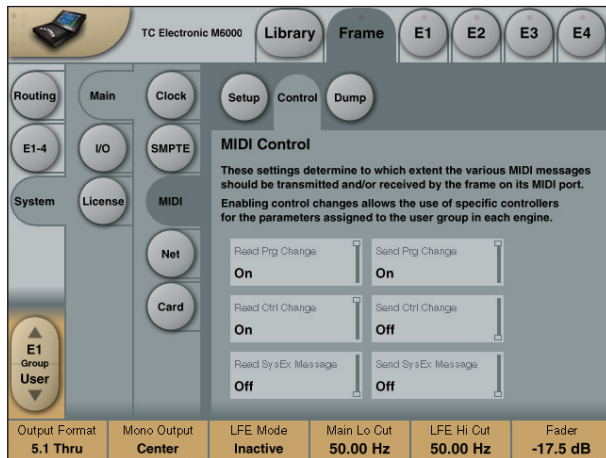 TC Electronic M6000
Library
Frame
E1
E2
E3
E4
Routing
Main
Clock
Setup
Control
Dump
E1-4
I/O
SMPTE
System
License
MIDI
Net
Card
MIDI Control
These settings determine to which extent the various MIDI messages
should be transmitted and/or received by the frame on its MIDI port.
Enabling control changes allows the use of specific controllers
for the parameters assigned to the user group in each engine.
Read Prg Change
On
Send Prg Change
On
Read Ctrl Change
On
Send Ctrl Change
Off
Read SysEx Message
Off
Send SysEx Message
Off
E1
Group
User
Output Format
5.1 Thru
Mono Output
Center
LFE Mode
Inactive
Main Lo Cut
50.00 Hz
LFE Hi Cut
50.00 Hz
Fader
-17.5 dB